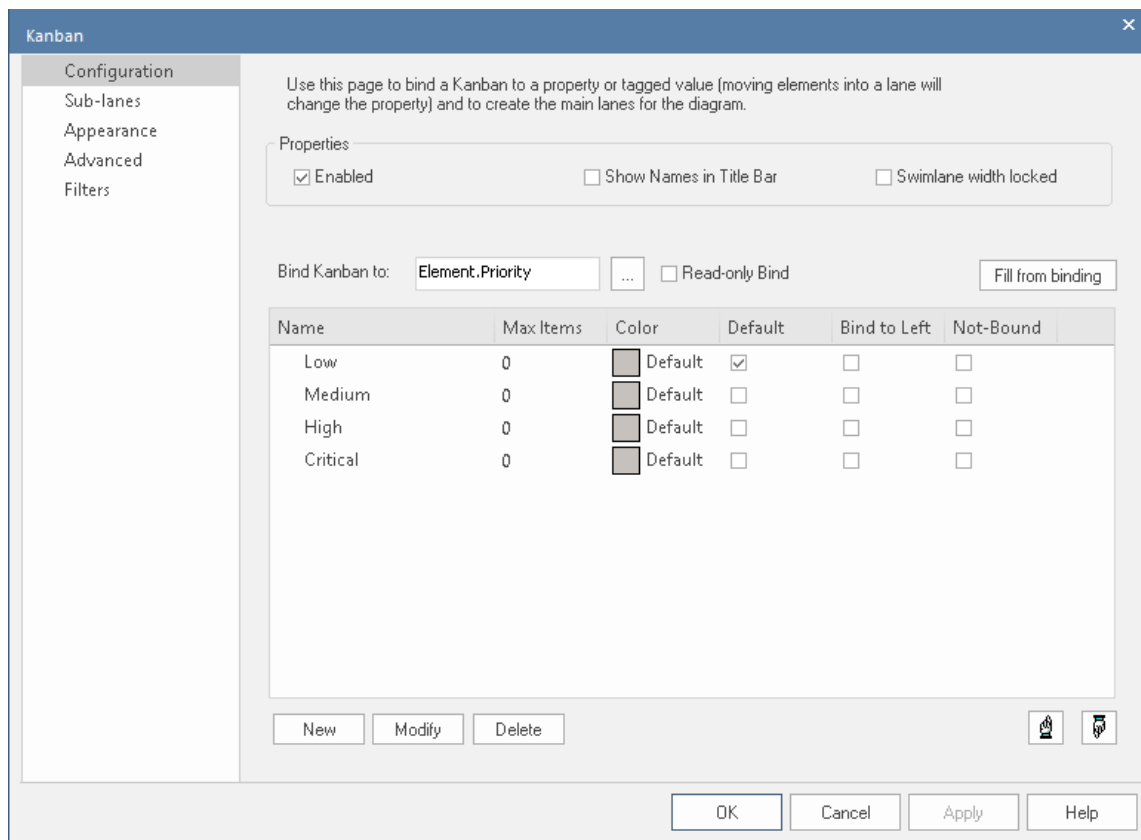 Kanban
Configuration
Sub-lanes
Appearance
Advanced
Filters
Use this page to bind a Kanban to a property or tagged value (moving elements into a lane will
change the property) and to create the main lanes for the diagram.
Properties
Enabled Show Names in Title Bar Swimlane width locked
Bind Kanban to: Element.Priority ... Read-only Bind Fill from binding
Name Max Items Color Default Bind to Left Not-Bound
Low 0 Default
Medium 0 Default
High 0 Default
Critical 0 Default
New Modify Delete
OK Cancel Apply Help